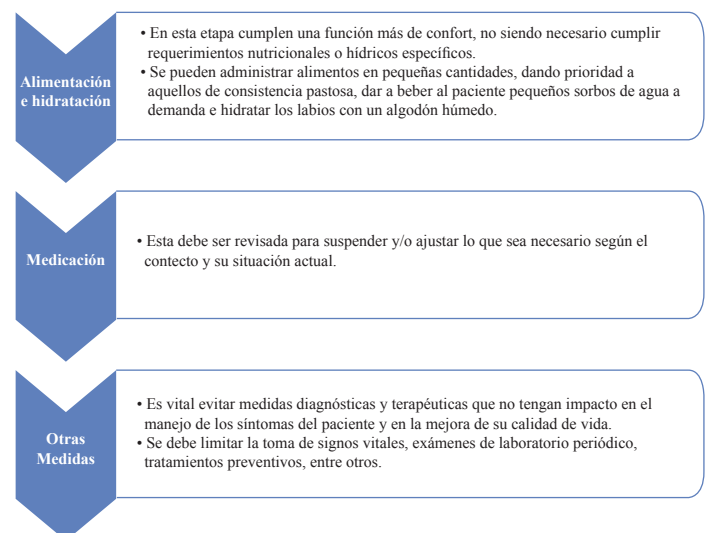 Alimentación
e hidratación
• En esta etapa cumplen una función más de confort, no siendo necesario cumplir
requerimientos nutricionales o hídricos específicos.
• Se pueden administrar alimentos en pequeñas cantidades, dando prioridad a
aquellos de consistencia pastosa, dar a beber al paciente pequeños sorbos de agua a
demanda e hidratar los labios con un algodón húmedo.
Medicación
• Esta debe ser revisada para suspender y/o ajustar lo que sea necesario según el
contecto y su situación actual.
Otras
Medidas
• Es vital evitar medidas diagnósticas y terapéuticas que no tengan impacto en el
manejo de los síntomas del paciente y en la mejora de su calidad de vida.
• Se debe limitar la toma de signos vitales, exámenes de laboratorio periódico,
tratamientos preventivos, entre otros.